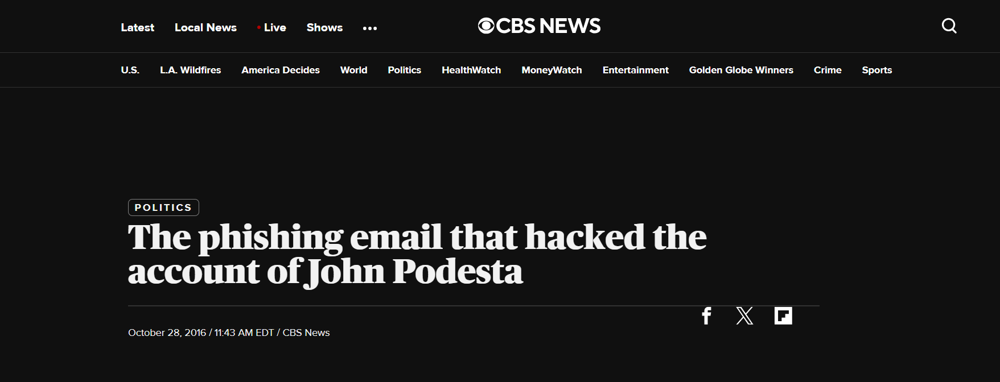 Latest Local News Live Shows
CBS NEWS
U.S. L.A. Wildfires America Decides World Politics HealthWatch MoneyWatch Entertainment Golden Globe Winners Crime Sports
POLITICS
The phishing email that hacked the
account of John Podesta
October 28, 2016 / 11:43 AM EDT / CBS News